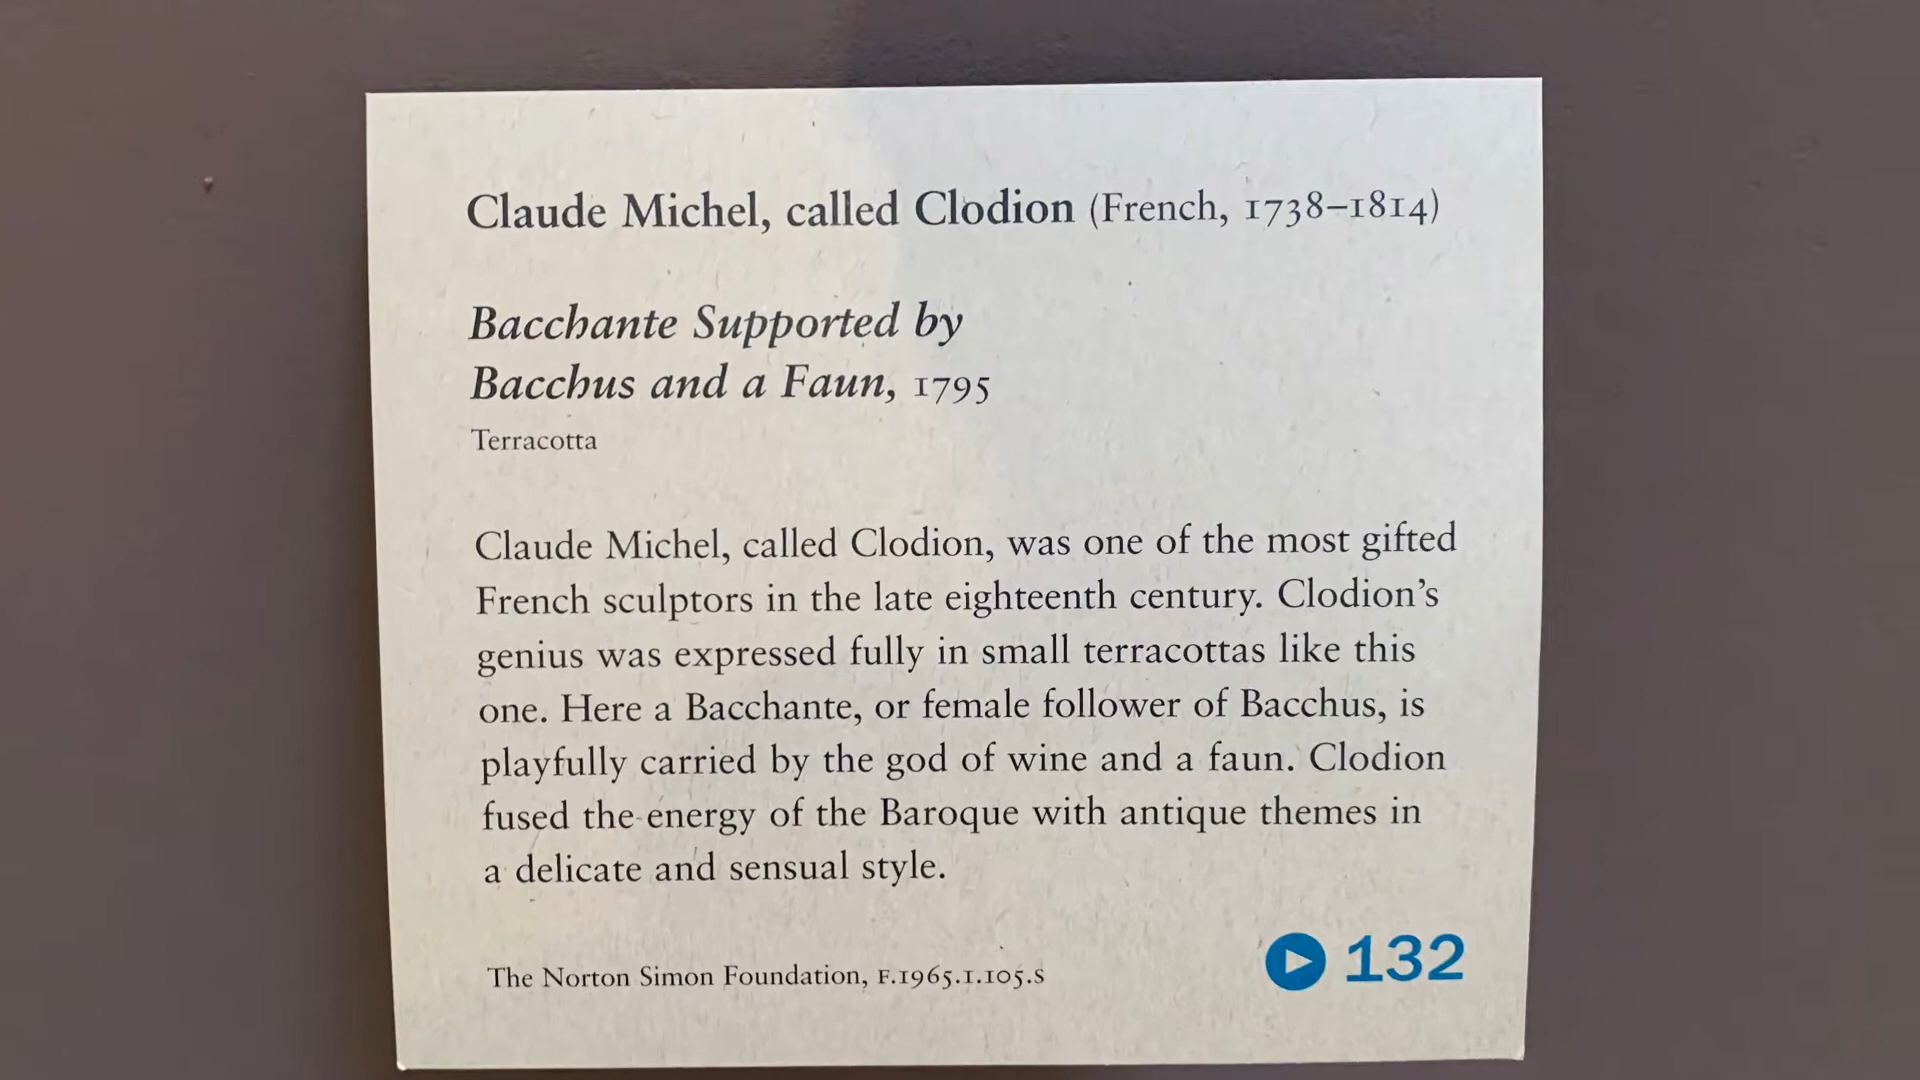 Claude Michel, called Clodion (French, 1738–1814)
Bacchante Supported by
Bacchus and a Faun, 1795
Terracotta
Claude Michel, called Clodion, was one of the most gifted
French sculptors in the late eighteenth century. Clodion’s
genius was expressed fully in small terracottas like this
one. Here a Bacchante, or female follower of Bacchus, is
playfully carried by the god of wine and a faun. Clodion
fused the energy of the Baroque with antique themes in
a delicate and sensual style.
The Norton Simon Foundation, F.1965.1.105.S
132